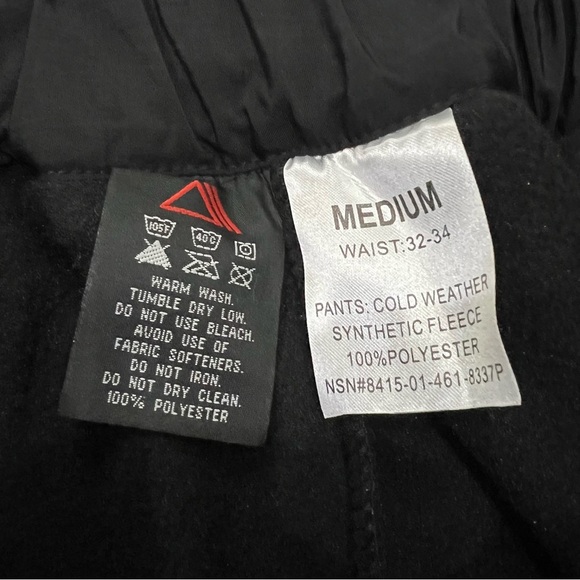 105F
40C
WARM WASH.
TUMBLE DRY LOW.
DO NOT USE BLEACH.
AVOID USE OF
FABRIC SOFTENERS.
DO NOT IRON.
DO NOT DRY CLEAN.
100% POLYESTER
MEDIUM
WAIST:32-34
PANTS: COLD WEATHER
SYNTHETIC FLEECE
100%POLYESTER
NSN#8415-01-461-8337P